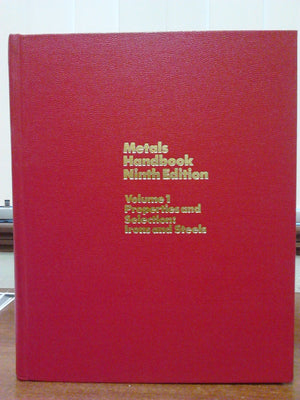 Metals
Handbook
Ninth Edition
Volume 1
Properties and
Selection:
Irons and Steels